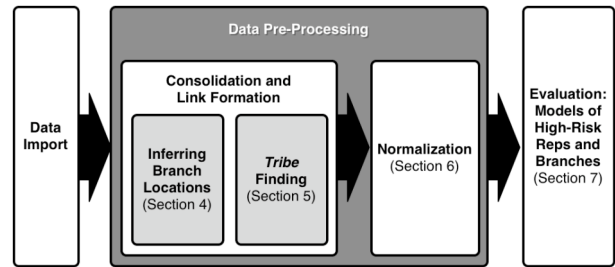 Data Pre-Processing
Data
Import
Consolidation and
Link Formation
Inferring
Branch
Locations
(Section 4)
Tribe
Finding
(Section 5)
Normalization
(Section 6)
Evaluation:
Models of
High-Risk
Reps and
Branches
(Section 7)